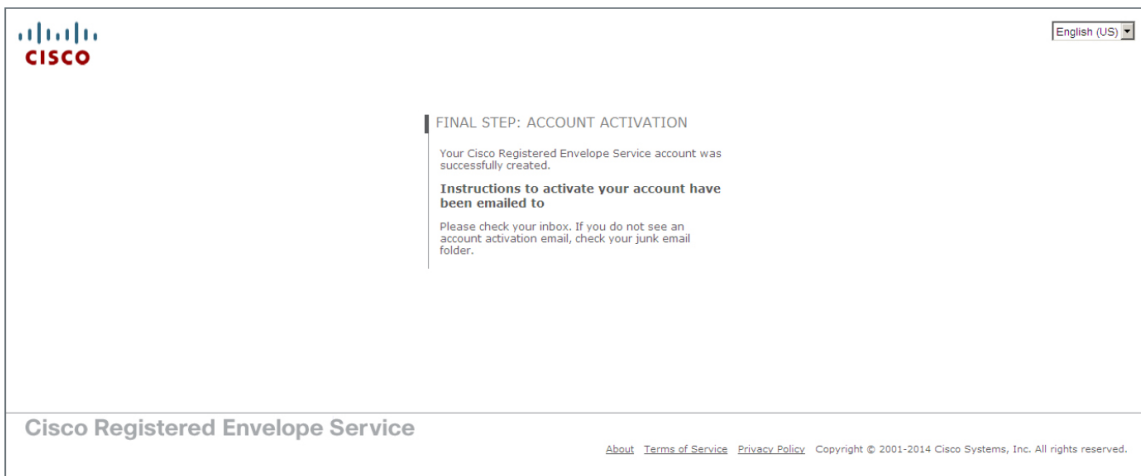 CISCO
English (US)
FINAL STEP: ACCOUNT ACTIVATION
Your Cisco Registered Envelope Service account was
successfully created.
Instructions to activate your account have
been emailed to
Please check your inbox. If you do not see an
account activation email, check your junk email
folder.
Cisco Registered Envelope Service
About Terms of Service Privacy Policy Copyright © 2001-2014 Cisco Systems, Inc. All rights reserved.